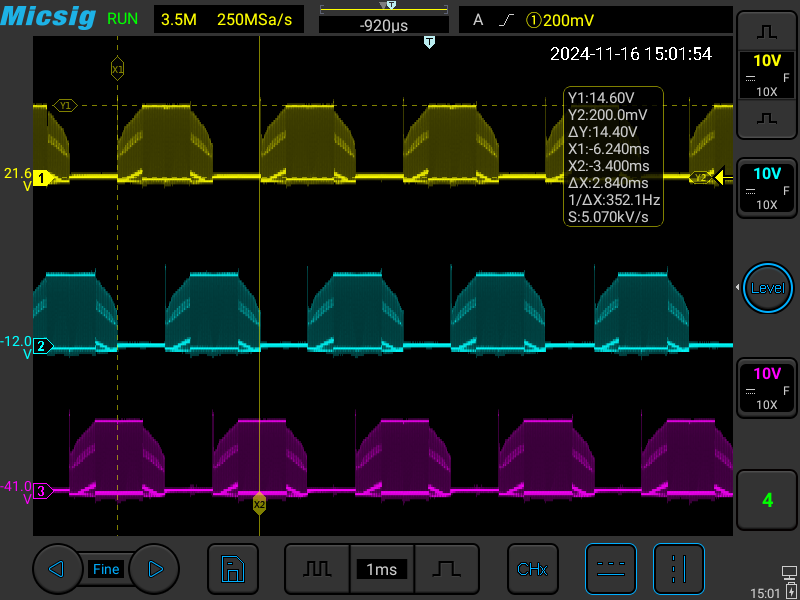 Micsig RUN 3.5M 250MSa/s -920µs A ①200mV
T
T
2024-11-16 15:01:54
X1
Y1
Y1:14.60V
Y2:200.0mV
ΔY:14.40V
X1:-6.240ms
X2:-3.400ms
ΔX:2.840ms
1/ΔX:352.1Hz
S:5.070kV/s
10V
F
10X
21.6
V
1
Y2
10V
F
10X
Level
-12.0
V
2
10V
F
10X
-41.0
V
3
X2
4
Fine
1ms
CHx
15:01